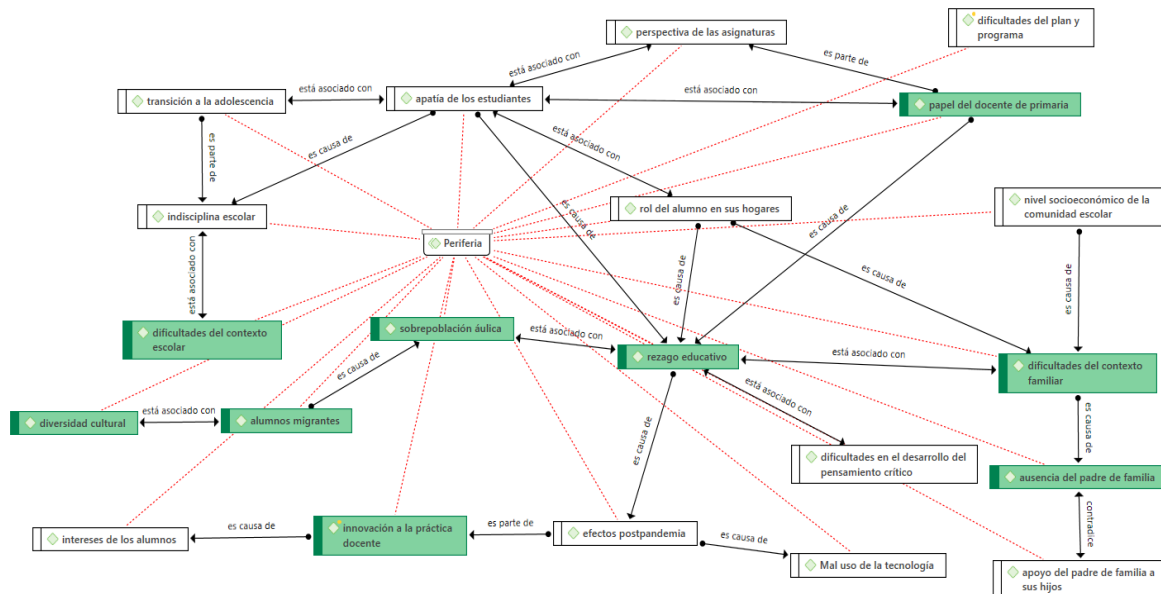 perspectiva de las asignaturas
dificultades del plan y
programa
está asociado con
es parte de
transición a la adolescencia
está asociado con
apatía de los estudiantes
está asociado con
papel del docente de primaria
es parte de
es causa de
está asociado con
indisciplina escolar
es causa de
rol del alumno en sus hogares
es causa de
nivel socioeconómico de la
comunidad escolar
Periferia
está asociado con
es causa de
es causa de
es causa de
dificultades del contexto
escolar
sobrepoblación áulica
está asociado con
rezago educativo
está asociado con
dificultades del contexto
familiar
es causa de
diversidad cultural
está asociado con
alumnos migrantes
está asociado con
es causa de
es causa de
dificultades en el desarrollo del
pensamiento crítico
ausencia del padre de familia
intereses de los alumnos
es causa de
innovación a la práctica
docente
es parte de
efectos postpandemia
es causa de
Mal uso de la tecnología
contradice
apoyo del padre de familia a
sus hijos